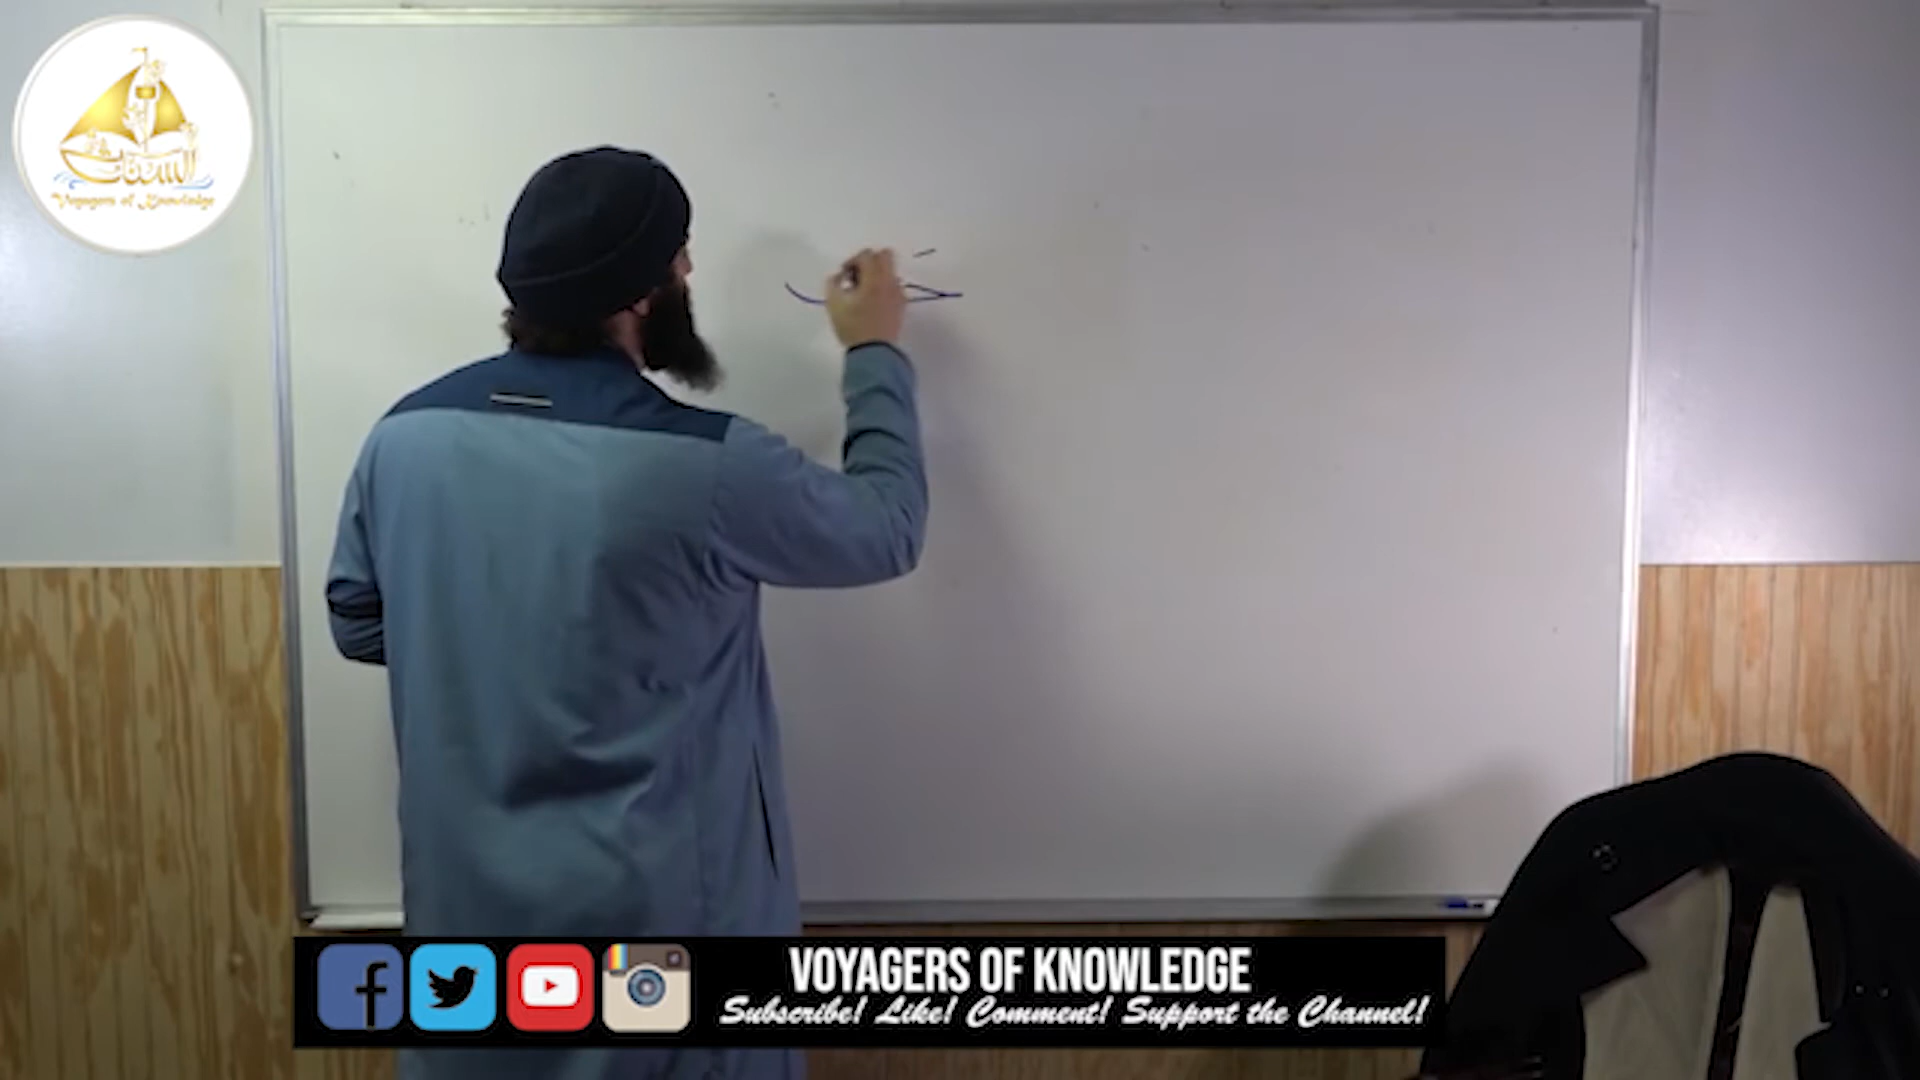 Voyagers of Knowledge
VOYAGERS OF KNOWLEDGE
Subscribe! Like! Comment! Support the Channel!